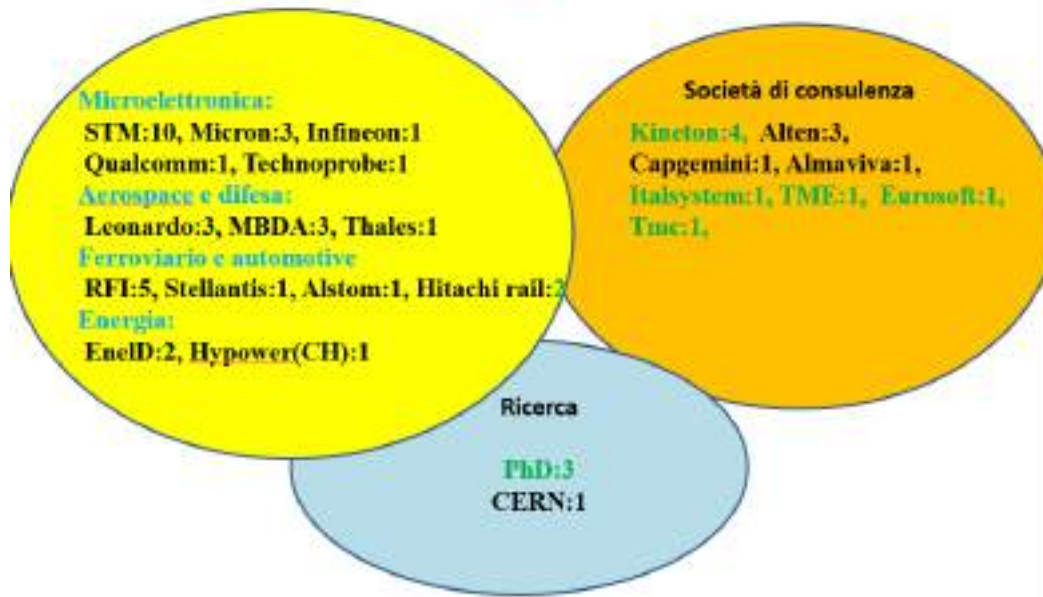 Microelettronica:
STM:10, Micron:3, Infineon:1
Qualcomm:1, Technoprobe:1
Aerospace e difesa:
Leonardo:3, MBDA:3, Thales:1
Ferroviario e automotive
RFI:5, Stellantis:1, Alstom:1, Hitachi rail:2
Energia:
EnelD:2, Hypower(CH):1
Società di consulenza
Kineton:4, Alten:3,
Capgemini:1, Almaviva:1,
Italsystem:1, TME:1, Eurosoft:1,
Tmc:1,
Ricerca
PhD:3
CERN:1